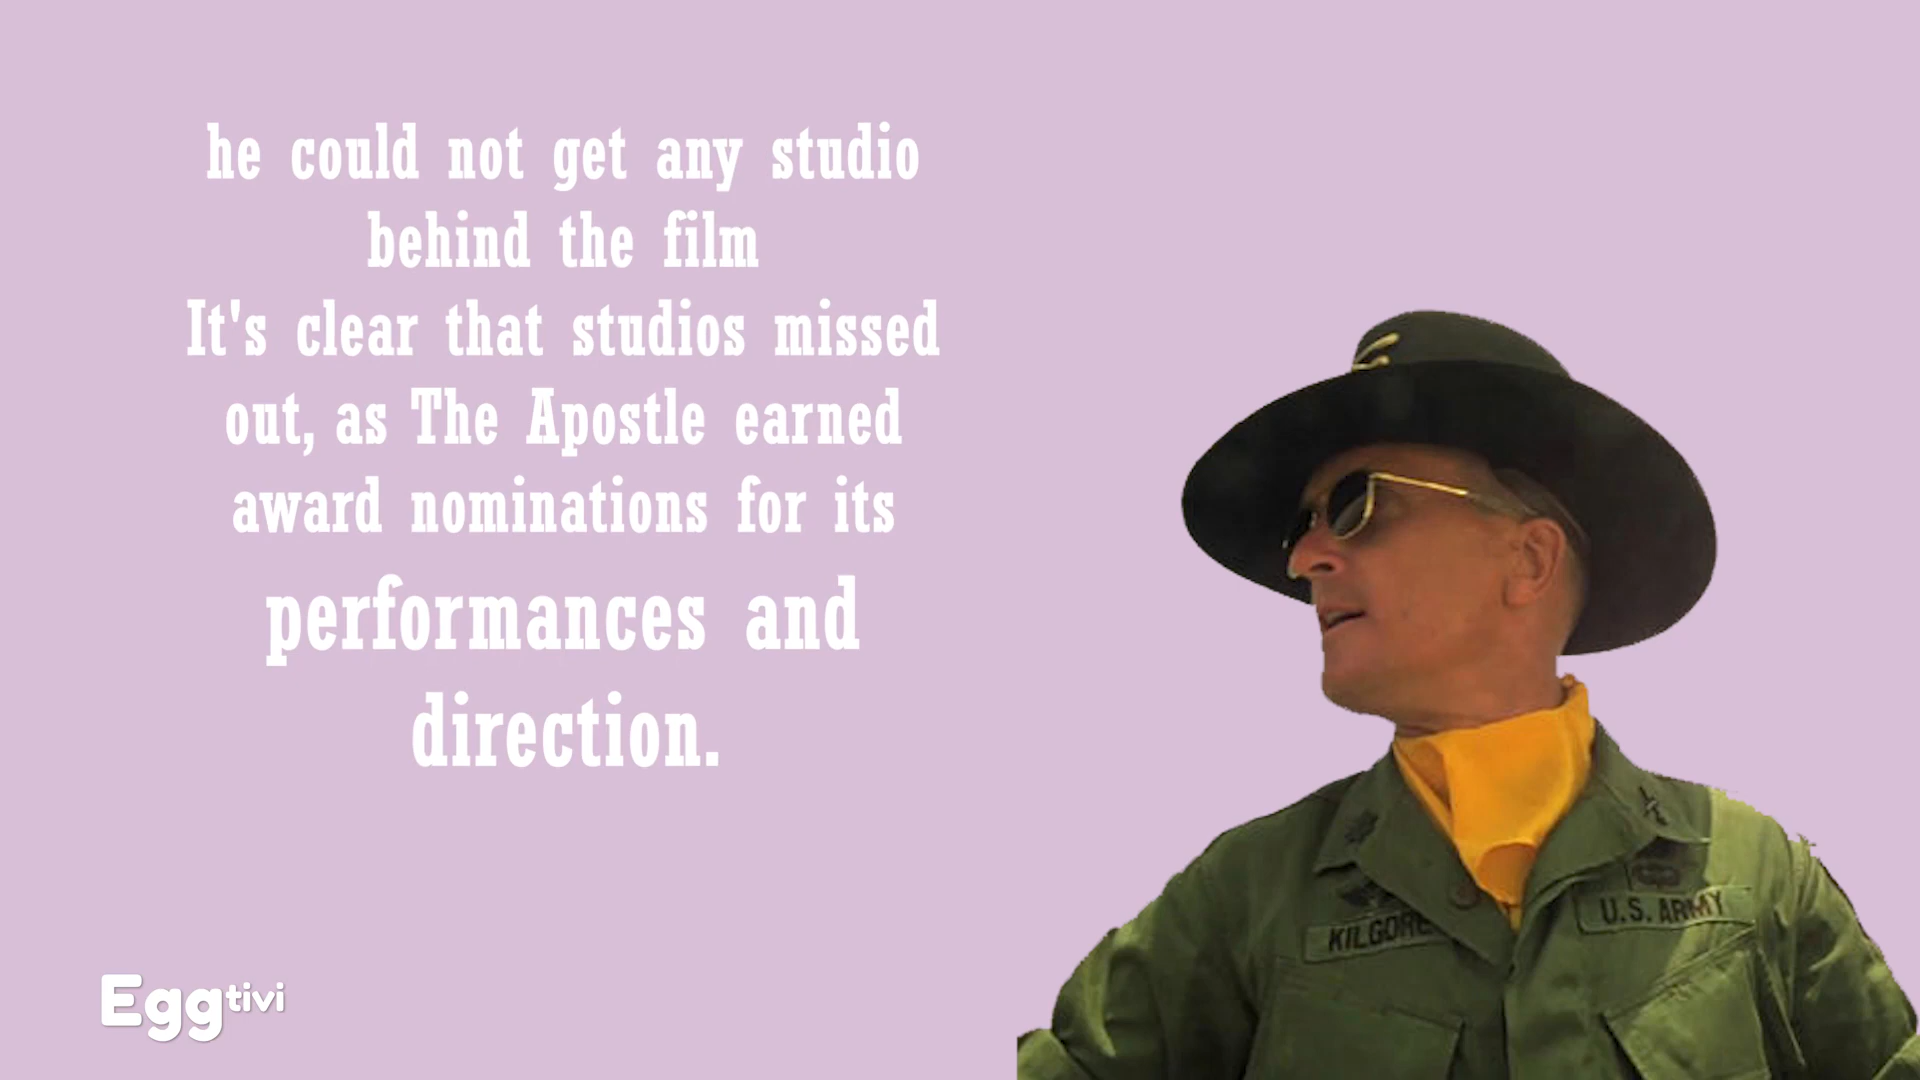 he could not get any studio
behind the film
It's clear that studios missed
out, as The Apostle earned
award nominations for its
performances and
direction.
KILGORE
U.S. ARMY
Eggtivi